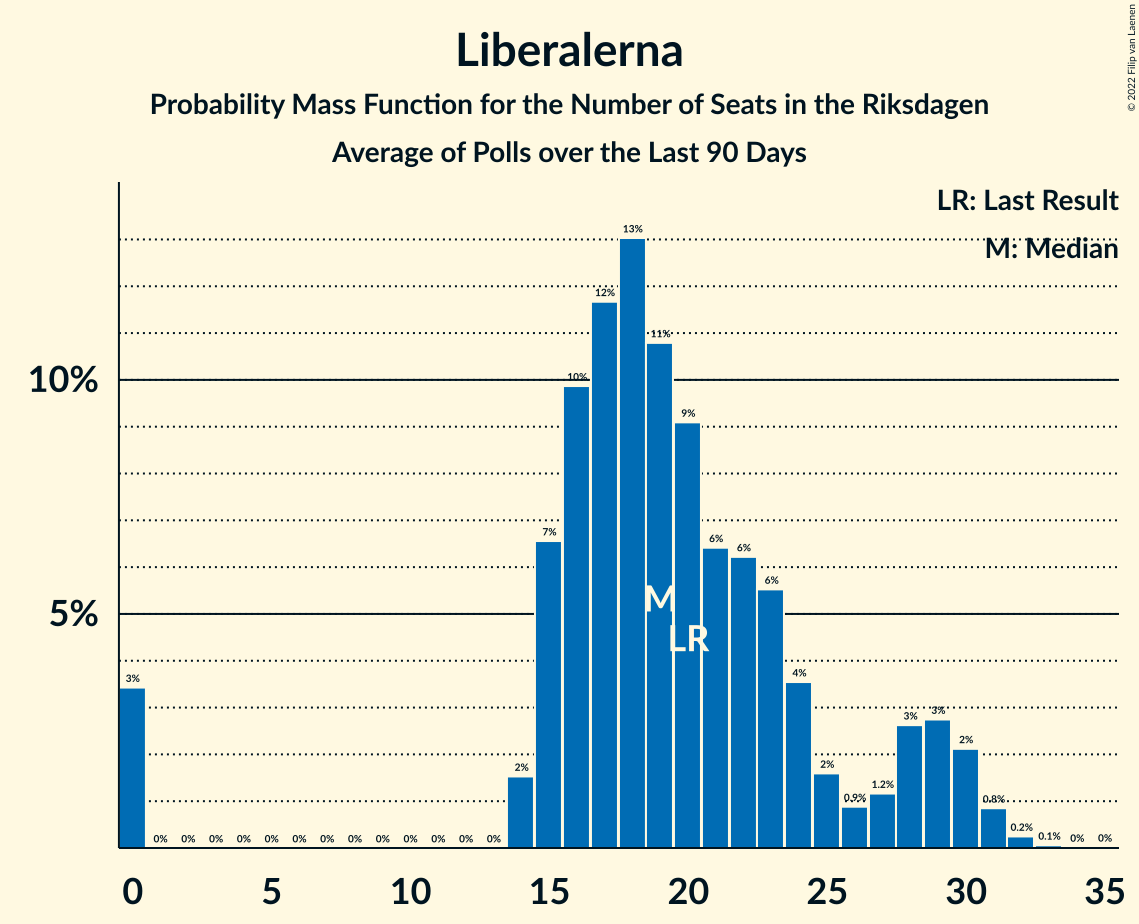 © 2022 Filip van Laenen
Liberalerna
Probability Mass Function for the Number of Seats in the Riksdagen
Average of Polls over the Last 90 Days
LR: Last Result
M: Median
10%
5%
3% 0% 0% 0% 0% 0% 0% 0% 0% 0% 0% 0% 0% 0% 2% 7% 10% 12% 13% 11% 9% 6% 6% 6% 4% 2% 0.9% 1.2% 3% 3% 2% 0.8% 0.2% 0.1% 0% 0%
M
LR
0 5 10 15 20 25 30 35